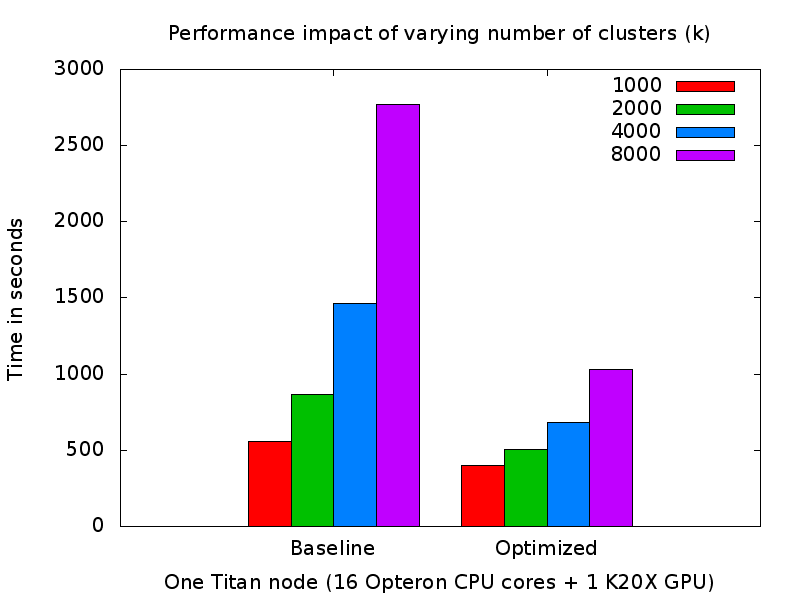 Performance impact of varying number of clusters (k)
3000
2500
2000
1500
1000
500
0
Time in seconds
1000
2000
4000
8000
Baseline
Optimized
One Titan node (16 Opteron CPU cores + 1 K20X GPU)